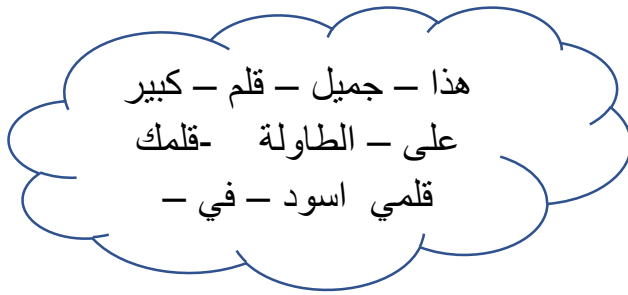 هذا – جميل – قلم – كبير
على – الطاولة -قلمك
قلمي اسود – في –